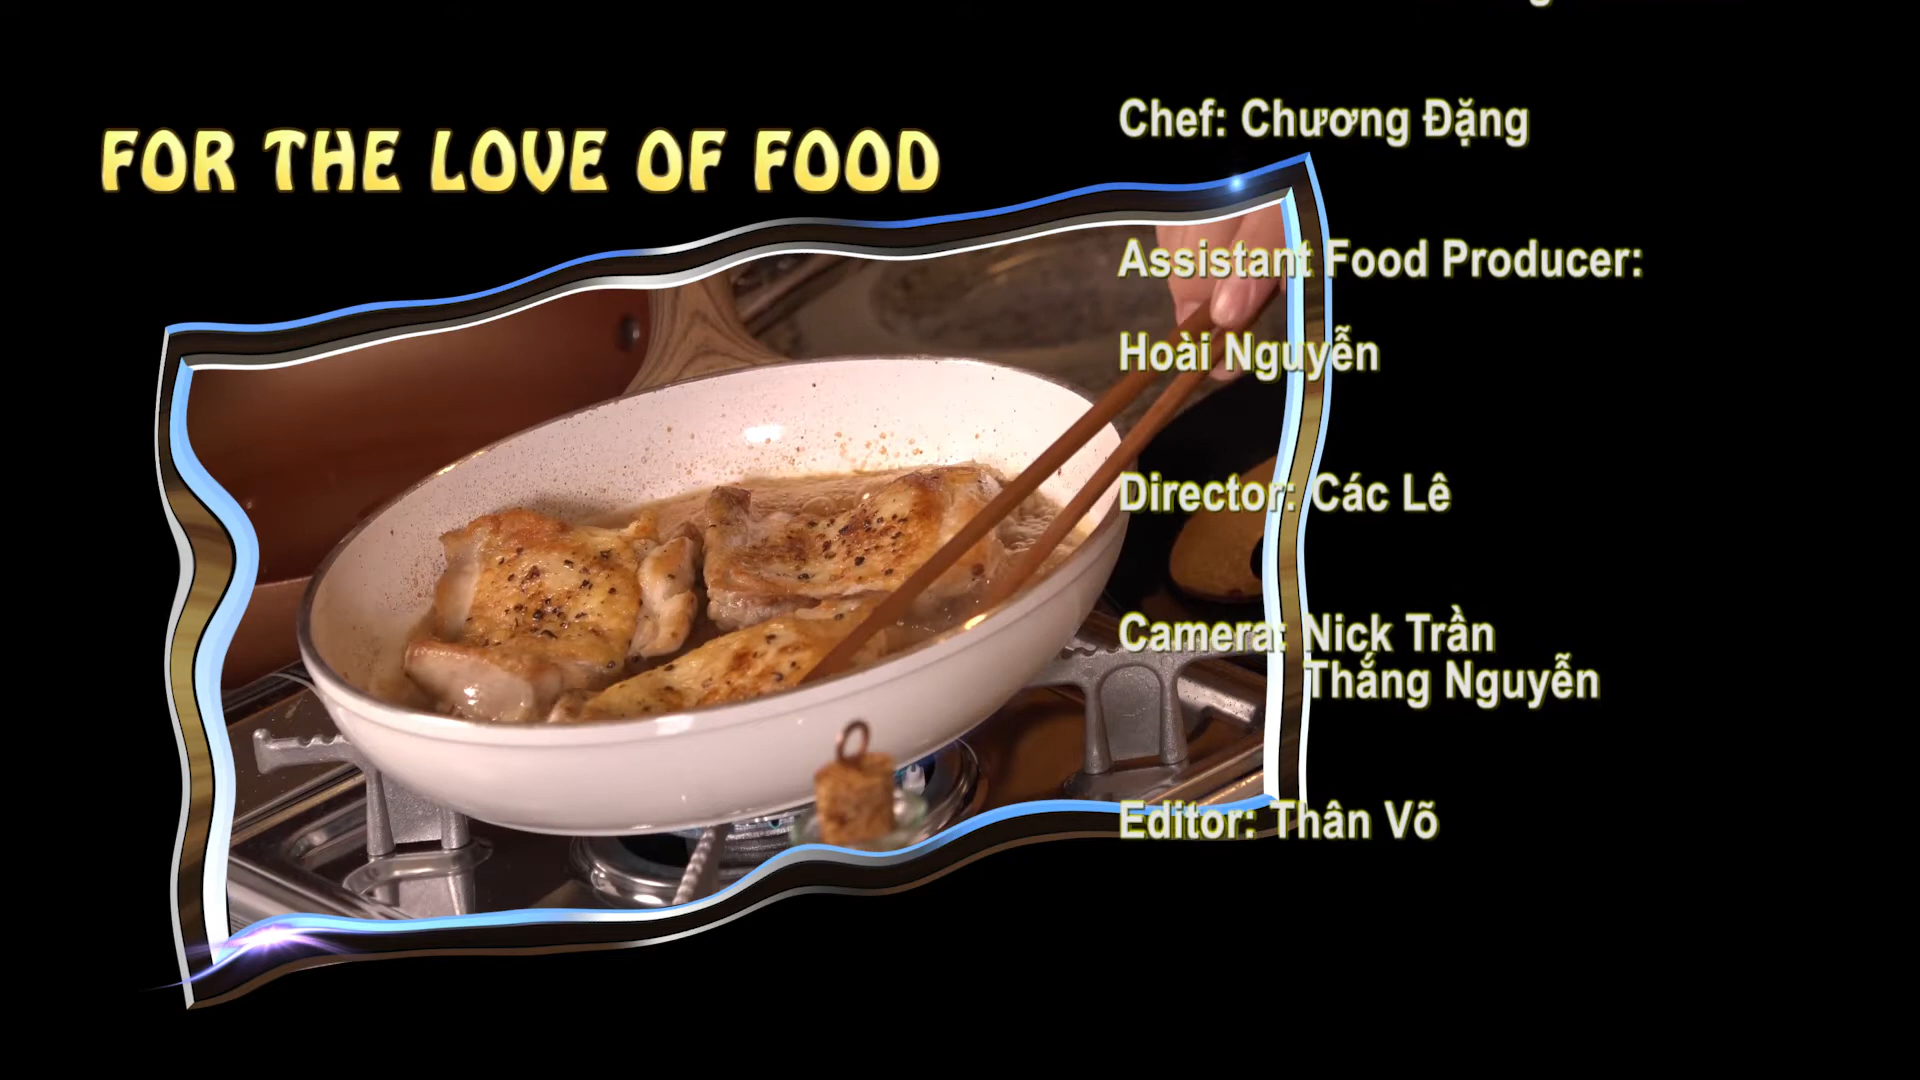 FOR THE LOVE OF FOOD
Chef: Chương Đặng
Assistant Food Producer:
Hoài Nguyễn
Director: Các Lê
Camera: Nick Trần
Thắng Nguyễn
Editor: Thân Võ